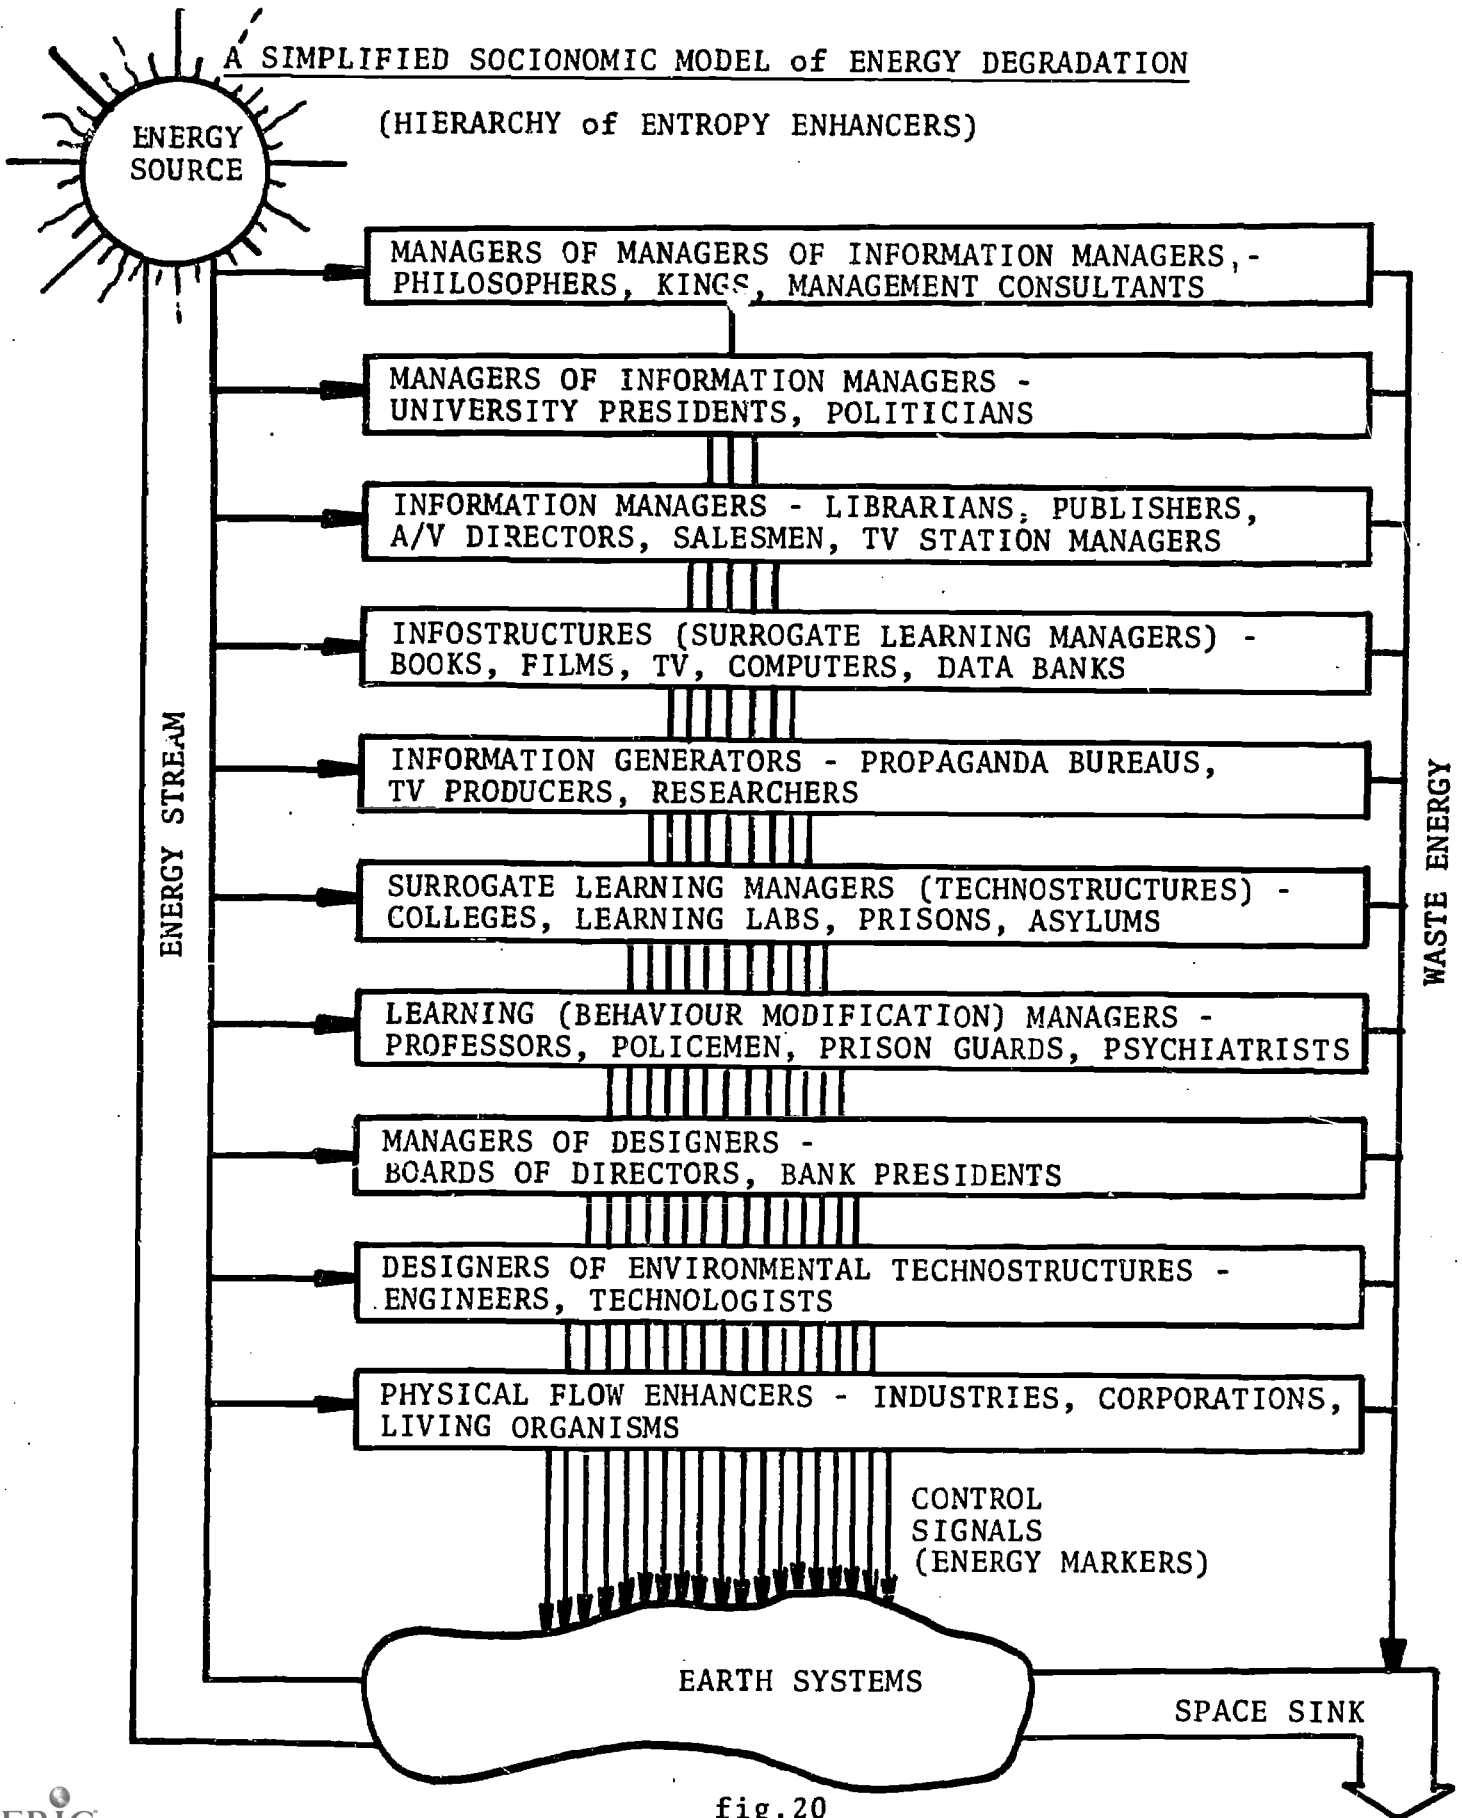 A SIMPLIFIED SOCIONOMIC MODEL of ENERGY DEGRADATION
(HIERARCHY of ENTROPY ENHANCERS)
ENERGY
SOURCE
MANAGERS OF MANAGERS OF INFORMATION MANAGERS,-
PHILOSOPHERS, KINGS, MANAGEMENT CONSULTANTS
MANAGERS OF INFORMATION MANAGERS -
UNIVERSITY PRESIDENTS, POLITICIANS
INFORMATION MANAGERS - LIBRARIANS, PUBLISHERS,
A/V DIRECTORS, SALESMEN, TV STATION MANAGERS
INFOSTRUCTURES (SURROGATE LEARNING MANAGERS) -
BOOKS, FILMS, TV, COMPUTERS, DATA BANKS
INFORMATION GENERATORS - PROPAGANDA BUREAUS,
TV PRODUCERS, RESEARCHERS
SURROGATE LEARNING MANAGERS (TECHNOSTRUCTURES) -
COLLEGES, LEARNING LABS, PRISONS, ASYLUMS
LEARNING (BEHAVIOUR MODIFICATION) MANAGERS -
PROFESSORS, POLICEMEN, PRISON GUARDS, PSYCHIATRISTS
MANAGERS OF DESIGNERS -
BOARDS OF DIRECTORS, BANK PRESIDENTS
DESIGNERS OF ENVIRONMENTAL TECHNOSTRUCTURES -
ENGINEERS, TECHNOLOGISTS
PHYSICAL FLOW ENHANCERS - INDUSTRIES, CORPORATIONS,
LIVING ORGANISMS
ENERGY STREAM
WASTE ENERGY
CONTROL
SIGNALS
(ENERGY MARKERS)
EARTH SYSTEMS
SPACE SINK
fig.20